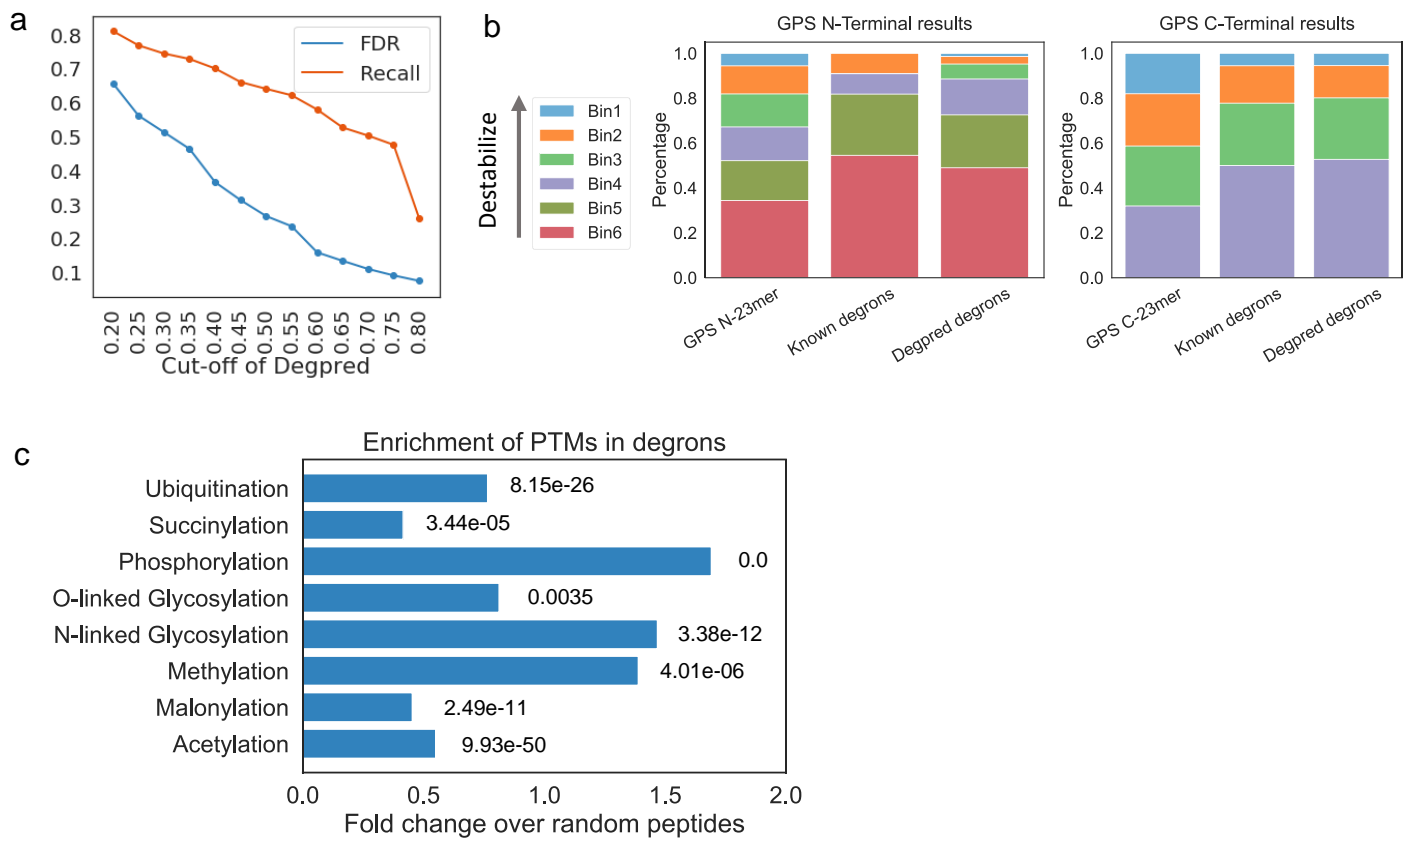 a
0.8
0.7
0.6
0.5
0.4
0.3
0.2
0.1
FDR
Recall
0.20
0.25
0.30
0.35
0.40
0.45
0.50
0.55
0.60
0.65
0.70
0.75
0.80
Cut-off of Degpred
b
Destabilize
Bin1
Bin2
Bin3
Bin4
Bin5
Bin6
GPS N-Terminal results
Percentage
1.0
0.8
0.6
0.4
0.2
0.0
GPS N-23mer
Known degrons
Degpred degrons
GPS C-Terminal results
Percentage
1.0
0.8
0.6
0.4
0.2
0.0
GPS C-23mer
Known degrons
Degpred degrons
c
Enrichment of PTMs in degrons
Ubiquitination 8.15e-26
Succinylation 3.44e-05
Phosphorylation 0.0
O-linked Glycosylation 0.0035
N-linked Glycosylation 3.38e-12
Methylation 4.01e-06
Malonylation 2.49e-11
Acetylation 9.93e-50
0.0 0.5 1.0 1.5 2.0
Fold change over random peptides